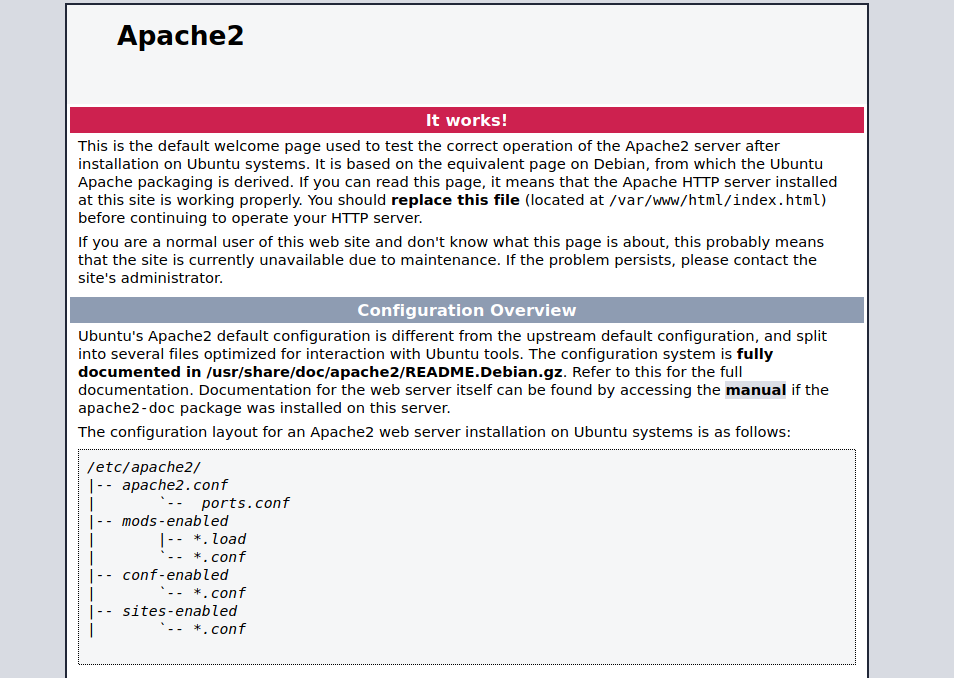 Apache2
It works!
This is the default welcome page used to test the correct operation of the Apache2 server after
installation on Ubuntu systems. It is based on the equivalent page on Debian, from which the Ubuntu
Apache packaging is derived. If you can read this page, it means that the Apache HTTP server installed
at this site is working properly. You should replace this file (located at /var/www/html/index.html)
before continuing to operate your HTTP server.
If you are a normal user of this web site and don't know what this page is about, this probably means
that the site is currently unavailable due to maintenance. If the problem persists, please contact the
site's administrator.
Configuration Overview
Ubuntu's Apache2 default configuration is different from the upstream default configuration, and split
into several files optimized for interaction with Ubuntu tools. The configuration system is fully
documented in /usr/share/doc/apache2/README.Debian.gz. Refer to this for the full
documentation. Documentation for the web server itself can be found by accessing the manual if the
apache2-doc package was installed on this server.
The configuration layout for an Apache2 web server installation on Ubuntu systems is as follows:
/etc/apache2/
|-- apache2.conf
|       `--  ports.conf
|-- mods-enabled
|       |-- *.load
|       `-- *.conf
|-- conf-enabled
|       `-- *.conf
|-- sites-enabled
|       `-- *.conf